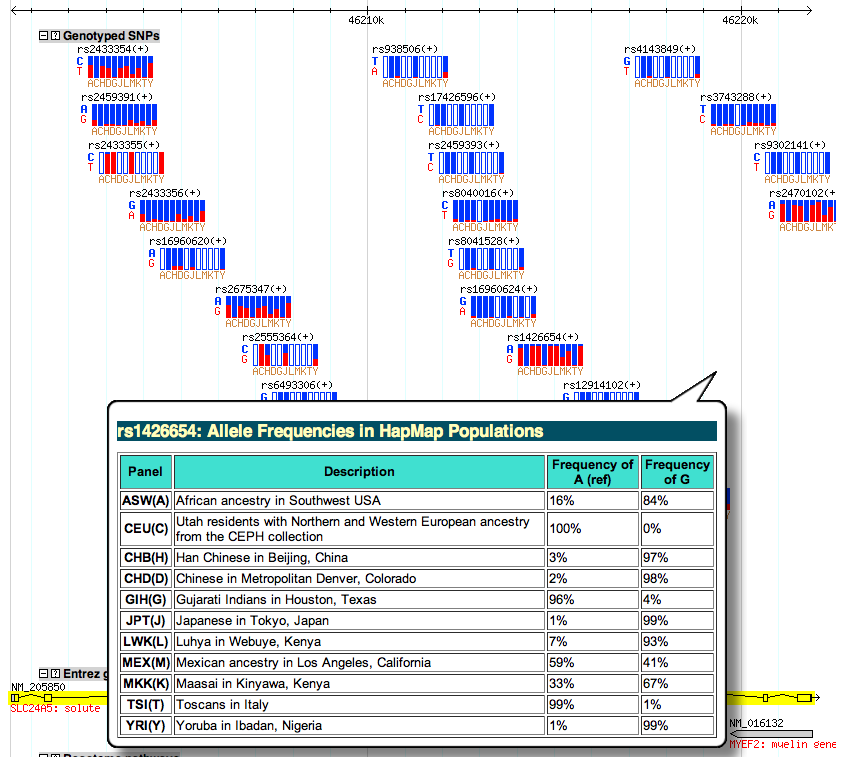 46210k 46220k
Genotyped SNPs
rs2433354(+) rs938506(+) rs4143849(+)
C T G
T A T
ACHDGJLMKTY ACHDGJLMKTY ACHDGJLMKTY
rs2459391(+) rs17426596(+) rs3743288(+)
A T T
G C C
ACHDGJLMKTY ACHDGJLMKTY ACHDGJLMKTY
rs2433355(+) rs2459393(+) rs9302141(+)
C T C
T C T
ACHDGJLMKTY ACHDGJLMKTY ACHDGJLMKTY
rs2433356(+) rs8040016(+) rs2470102(+
G C A
A T G
ACHDGJLMKTY ACHDGJLMKTY ACHDGJLMK
rs16960620(+) rs8041528(+)
A T
G G
ACHDGJLMKTY ACHDGJLMKTY
rs2675347(+) rs16960624(+)
A G
G A
ACHDGJLMKTY ACHDGJLMKTY
rs2555364(+) rs1426654(+)
C A
G G
ACHDGJLMKTY ACHDGJLMKTY
rs6493306(+) rs12914102(+)
G G
rs1426654: Allele Frequencies in HapMap Populations
Panel Description Frequency of A (ref) Frequency of G
ASW(A) African ancestry in Southwest USA 16% 84%
CEU(C) Utah residents with Northern and Western European ancestry from the CEPH collection 100% 0%
CHB(H) Han Chinese in Beijing, China 3% 97%
CHD(D) Chinese in Metropolitan Denver, Colorado 2% 98%
GIH(G) Gujarati Indians in Houston, Texas 96% 4%
JPT(J) Japanese in Tokyo, Japan 1% 99%
LWK(L) Luhya in Webuye, Kenya 7% 93%
MEX(M) Mexican ancestry in Los Angeles, California 59% 41%
MKK(K) Maasai in Kinyawa, Kenya 33% 67%
TSI(T) Toscans in Italy 99% 1%
YRI(Y) Yoruba in Ibadan, Nigeria 1% 99%
Entrez g
NM_205850
SLC24A5: solute
NM_016132
MYEF2: myelin gene